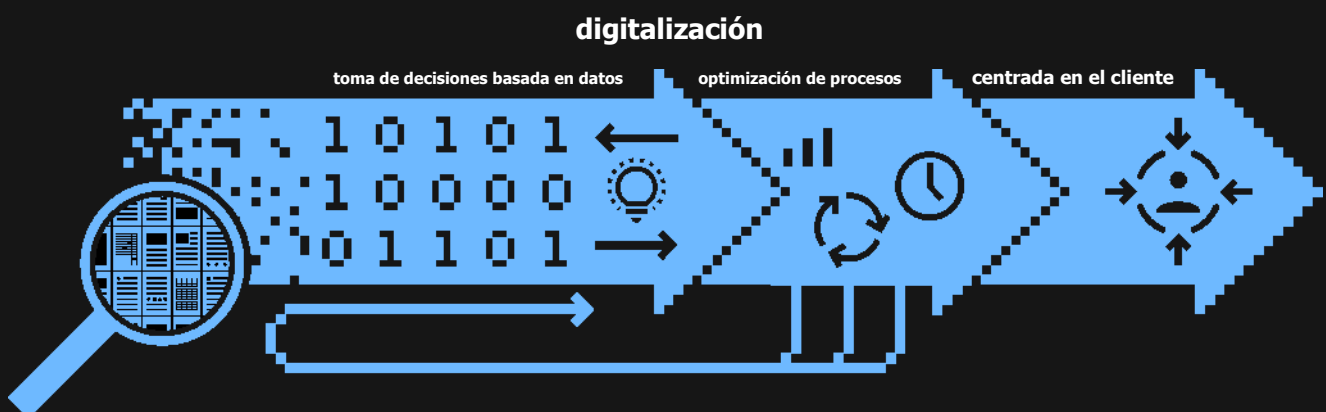 digitalización
toma de decisiones basada en datos
optimización de procesos
centrada en el cliente
1 0 1 0 1
1 0 0 0 0
0 1 1 0 1